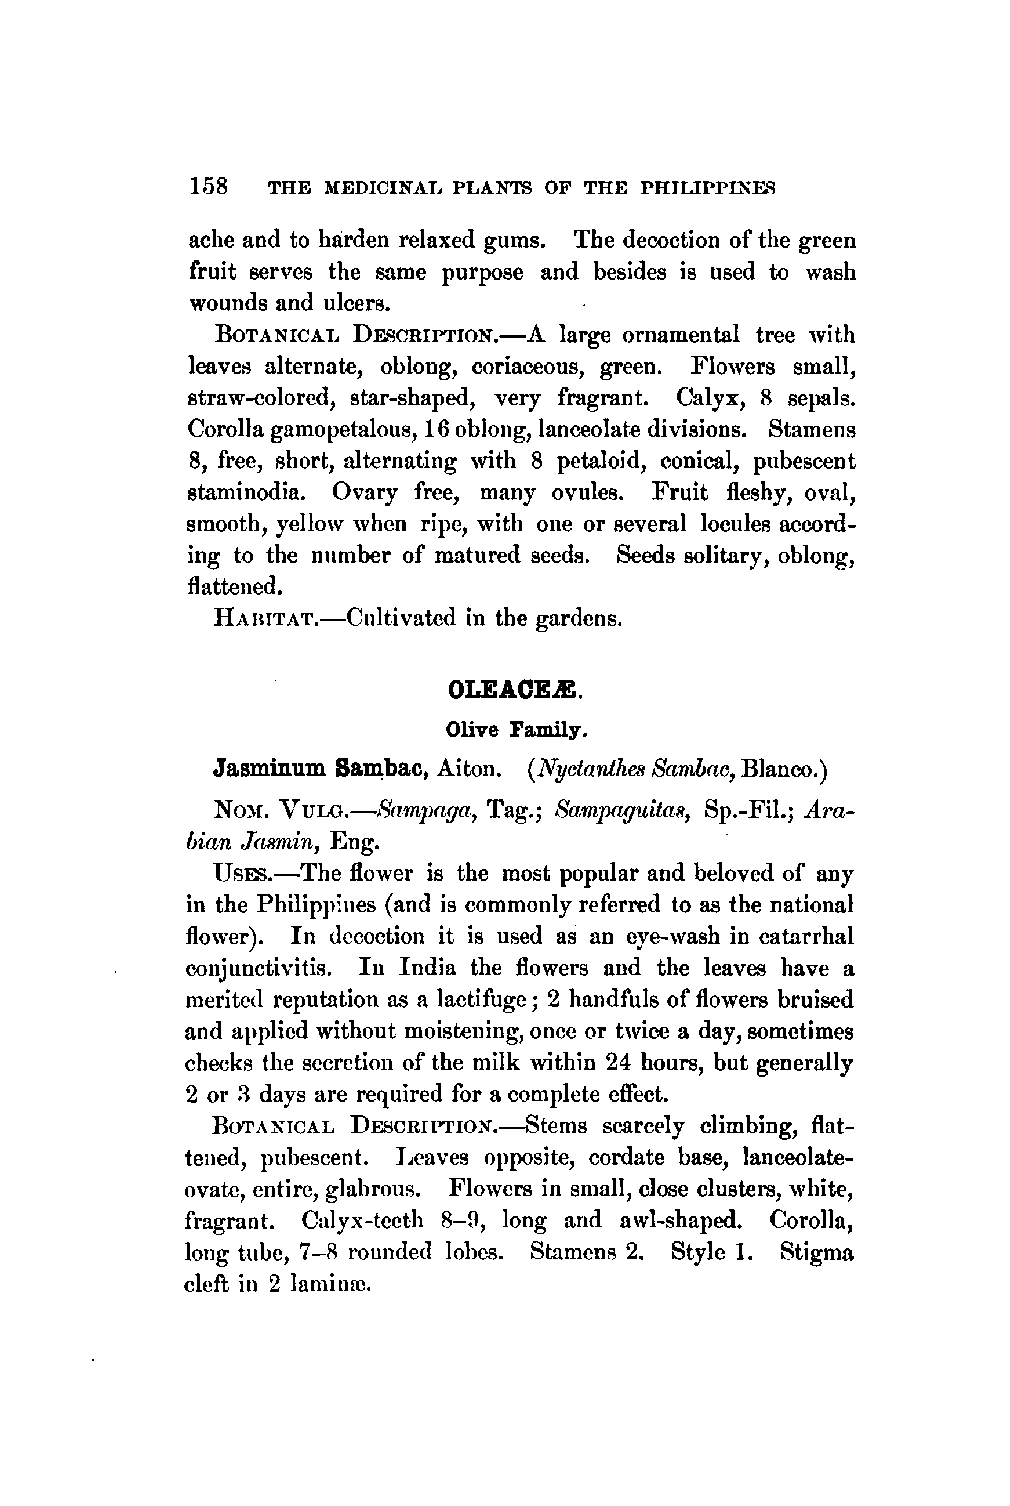 158 THE MEDICINAL PLANTS OF THE PHILIPPINES
ache and to harden relaxed gums. The decoction of the green
fruit serves the same purpose and besides is used to wash
wounds and ulcers.
BOTANICAL DESCRIPTION.—A large ornamental tree with
leaves alternate, oblong, coriaceous, green. Flowers small,
straw-colored, star-shaped, very fragrant. Calyx, 8 sepals.
Corolla gamopetalous, 16 oblong, lanceolate divisions. Stamens
8, free, short, alternating with 8 petaloid, conical, pubescent
staminodia. Ovary free, many ovules. Fruit fleshy, oval,
smooth, yellow when ripe, with one or several locules accord-
ing to the number of matured seeds. Seeds solitary, oblong,
flattened.
HABITAT.—Cultivated in the gardens.
OLEACEÆ.
Olive Family.
Jasminum Sambac, Aiton. (Nyctanthes Sambac, Blanco.)
NOM. VULG.—Sampaga, Tag.; Sampaguitas, Sp.-Fil.; Ara-
bian Jasmin, Eng.
USES.—The flower is the most popular and beloved of any
in the Philippines (and is commonly referred to as the national
flower). In decoction it is used as an eye-wash in catarrhal
conjunctivitis. In India the flowers and the leaves have a
merited reputation as a lactifuge; 2 handfuls of flowers bruised
and applied without moistening, once or twice a day, sometimes
checks the secretion of the milk within 24 hours, but generally
2 or 3 days are required for a complete effect.
BOTANICAL DESCRIPTION.—Stems scarcely climbing, flat-
tened, pubescent. Leaves opposite, cordate base, lanceolate-
ovate, entire, glabrous. Flowers in small, close clusters, white,
fragrant. Calyx-teeth 8–9, long and awl-shaped. Corolla,
long tube, 7–8 rounded lobes. Stamens 2. Style 1. Stigma
cleft in 2 laminæ.